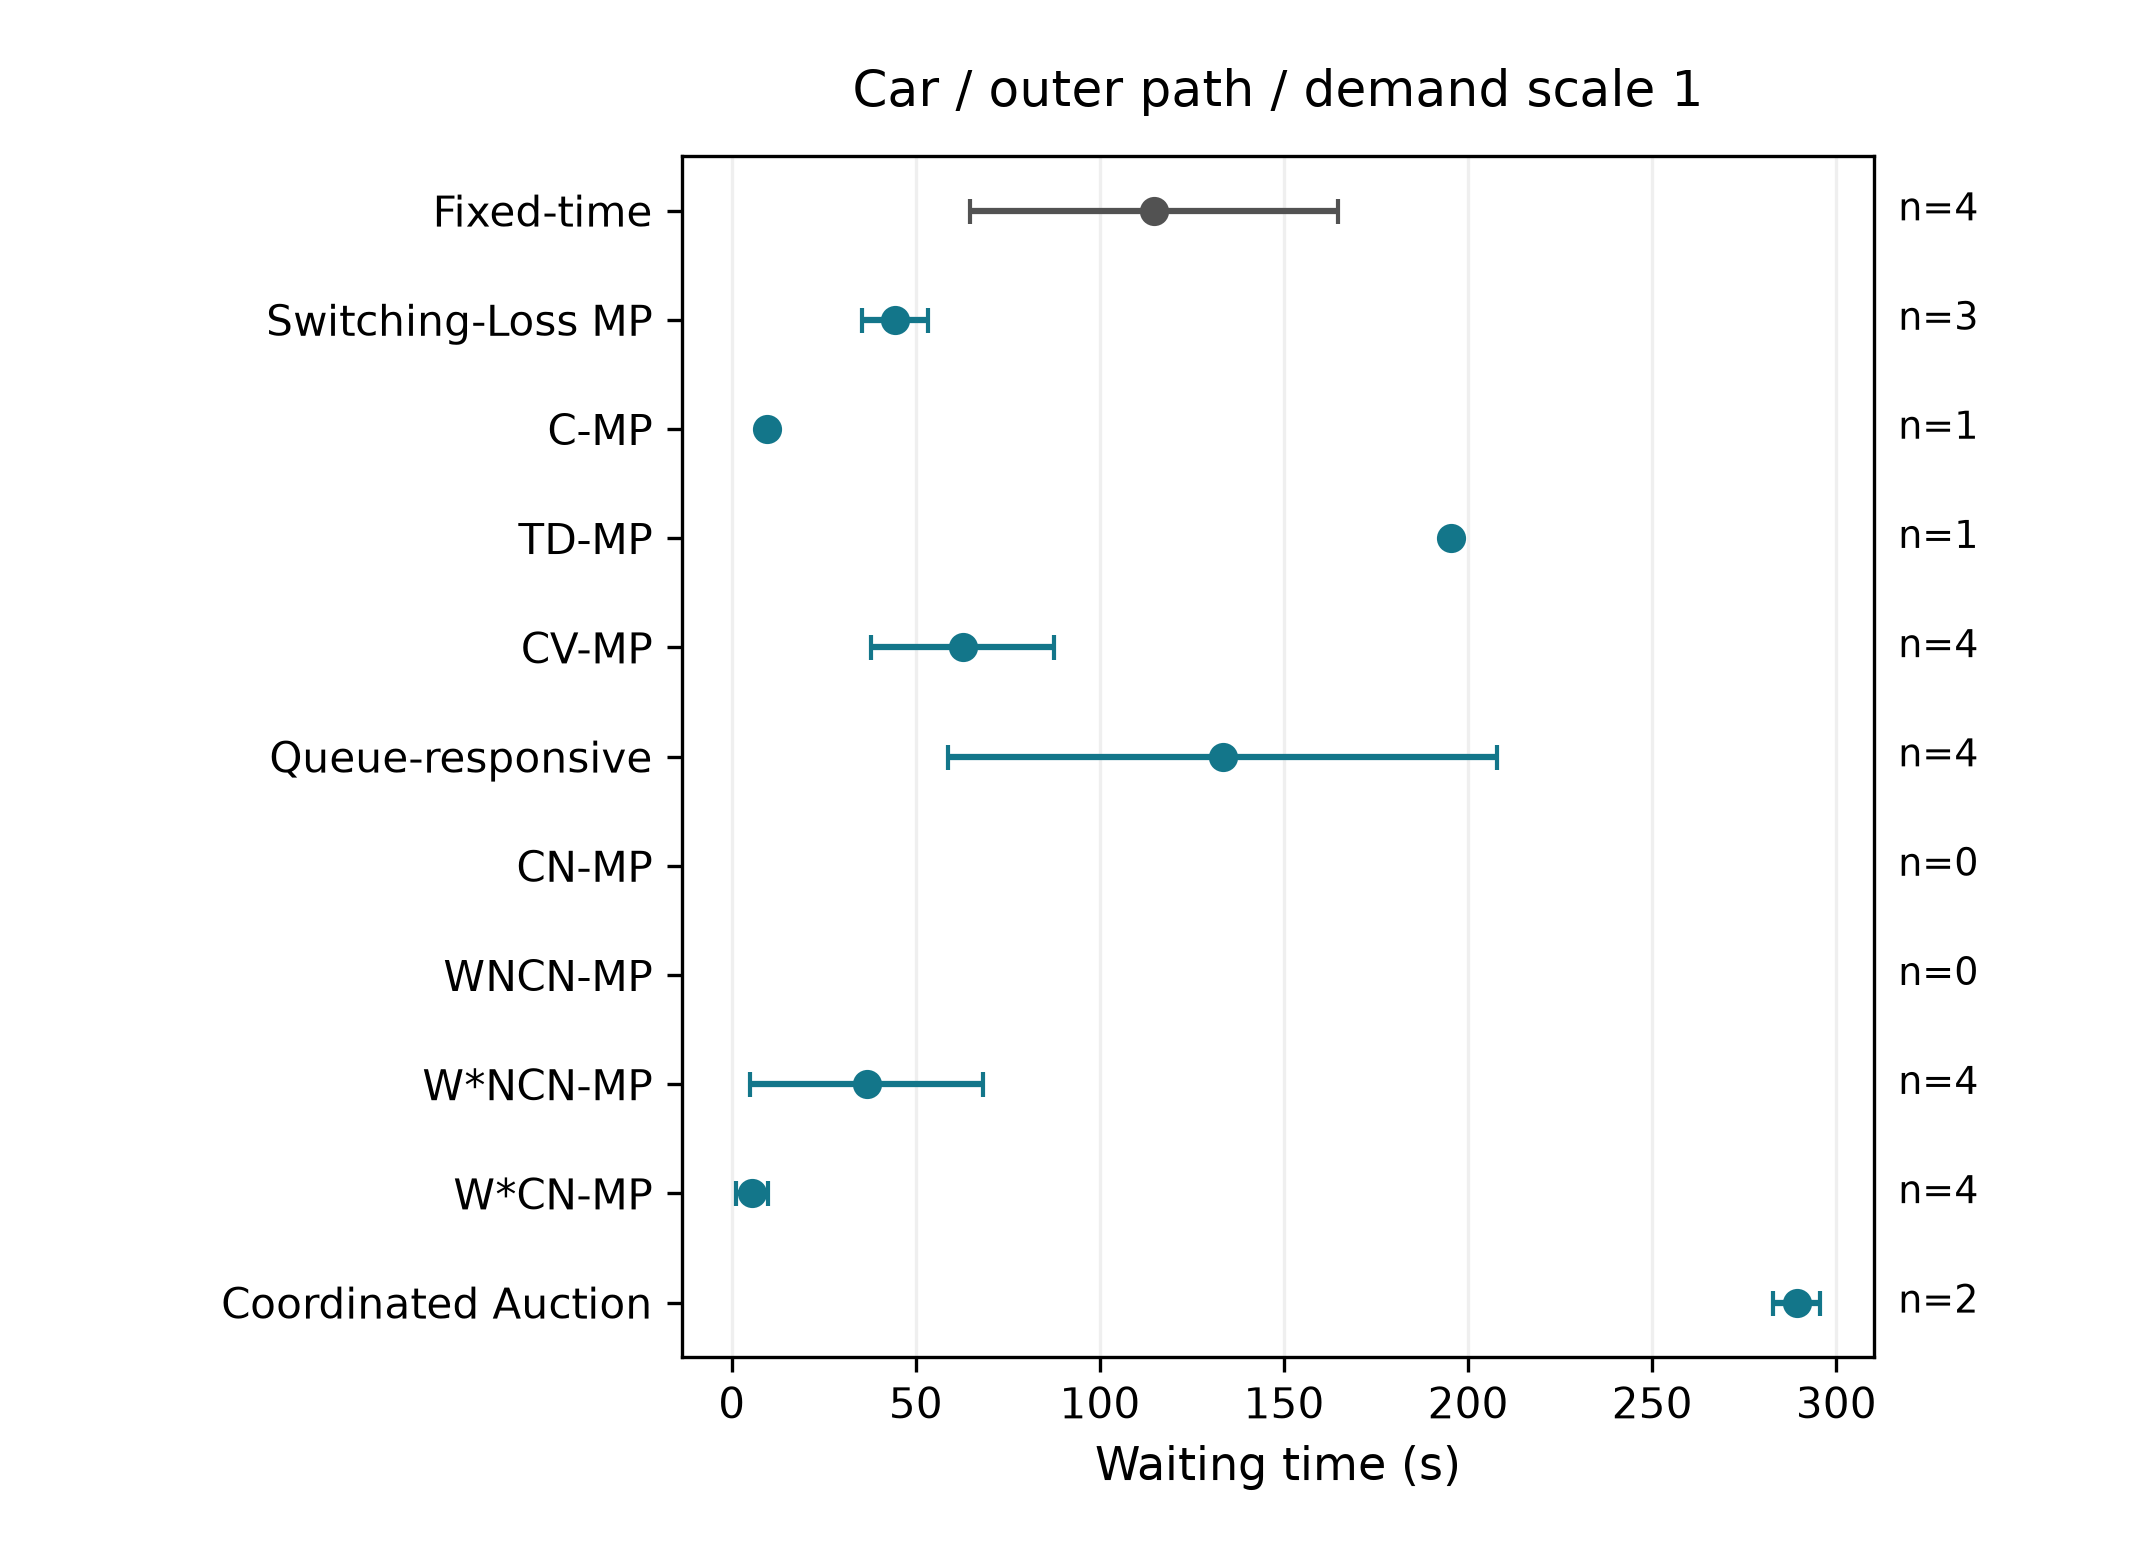 Car / outer path / demand scale 1
Fixed-time n=4
Switching-Loss MP n=3
C-MP n=1
TD-MP n=1
CV-MP n=4
Queue-responsive n=4
CN-MP n=0
WNCN-MP n=0
W*NCN-MP n=4
W*CN-MP n=4
Coordinated Auction n=2
0 50 100 150 200 250 300
Waiting time (s)